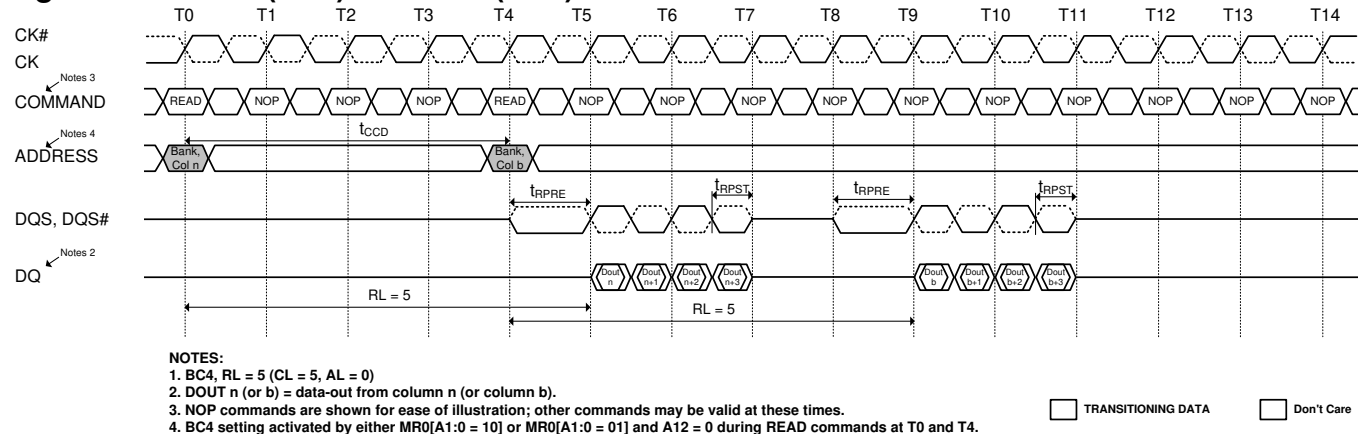 T0 T1 T2 T3 T4 T5 T6 T7 T8 T9 T10 T11 T12 T13 T14
CK#
CK
Notes 3
COMMAND READ NOP NOP NOP READ NOP NOP NOP NOP NOP NOP NOP NOP NOP NOP
tCCD
Notes 4
ADDRESS
Bank, Col n
Bank, Col b
tRPRE tRPST tRPRE tRPST
DQS, DQS#
Notes 2
DQ
Dout n
Dout n+1
Dout n+2
Dout n+3
Dout b
Dout b+1
Dout b+2
Dout b+3
RL = 5
RL = 5
NOTES:
1. BC4, RL = 5 (CL = 5, AL = 0)
2. DOUT n (or b) = data-out from column n (or column b).
3. NOP commands are shown for ease of illustration; other commands may be valid at these times.
4. BC4 setting activated by either MR0[A1:0 = 10] or MR0[A1:0 = 01] and A12 = 0 during READ commands at T0 and T4.
TRANSITIONING DATA
Don't Care